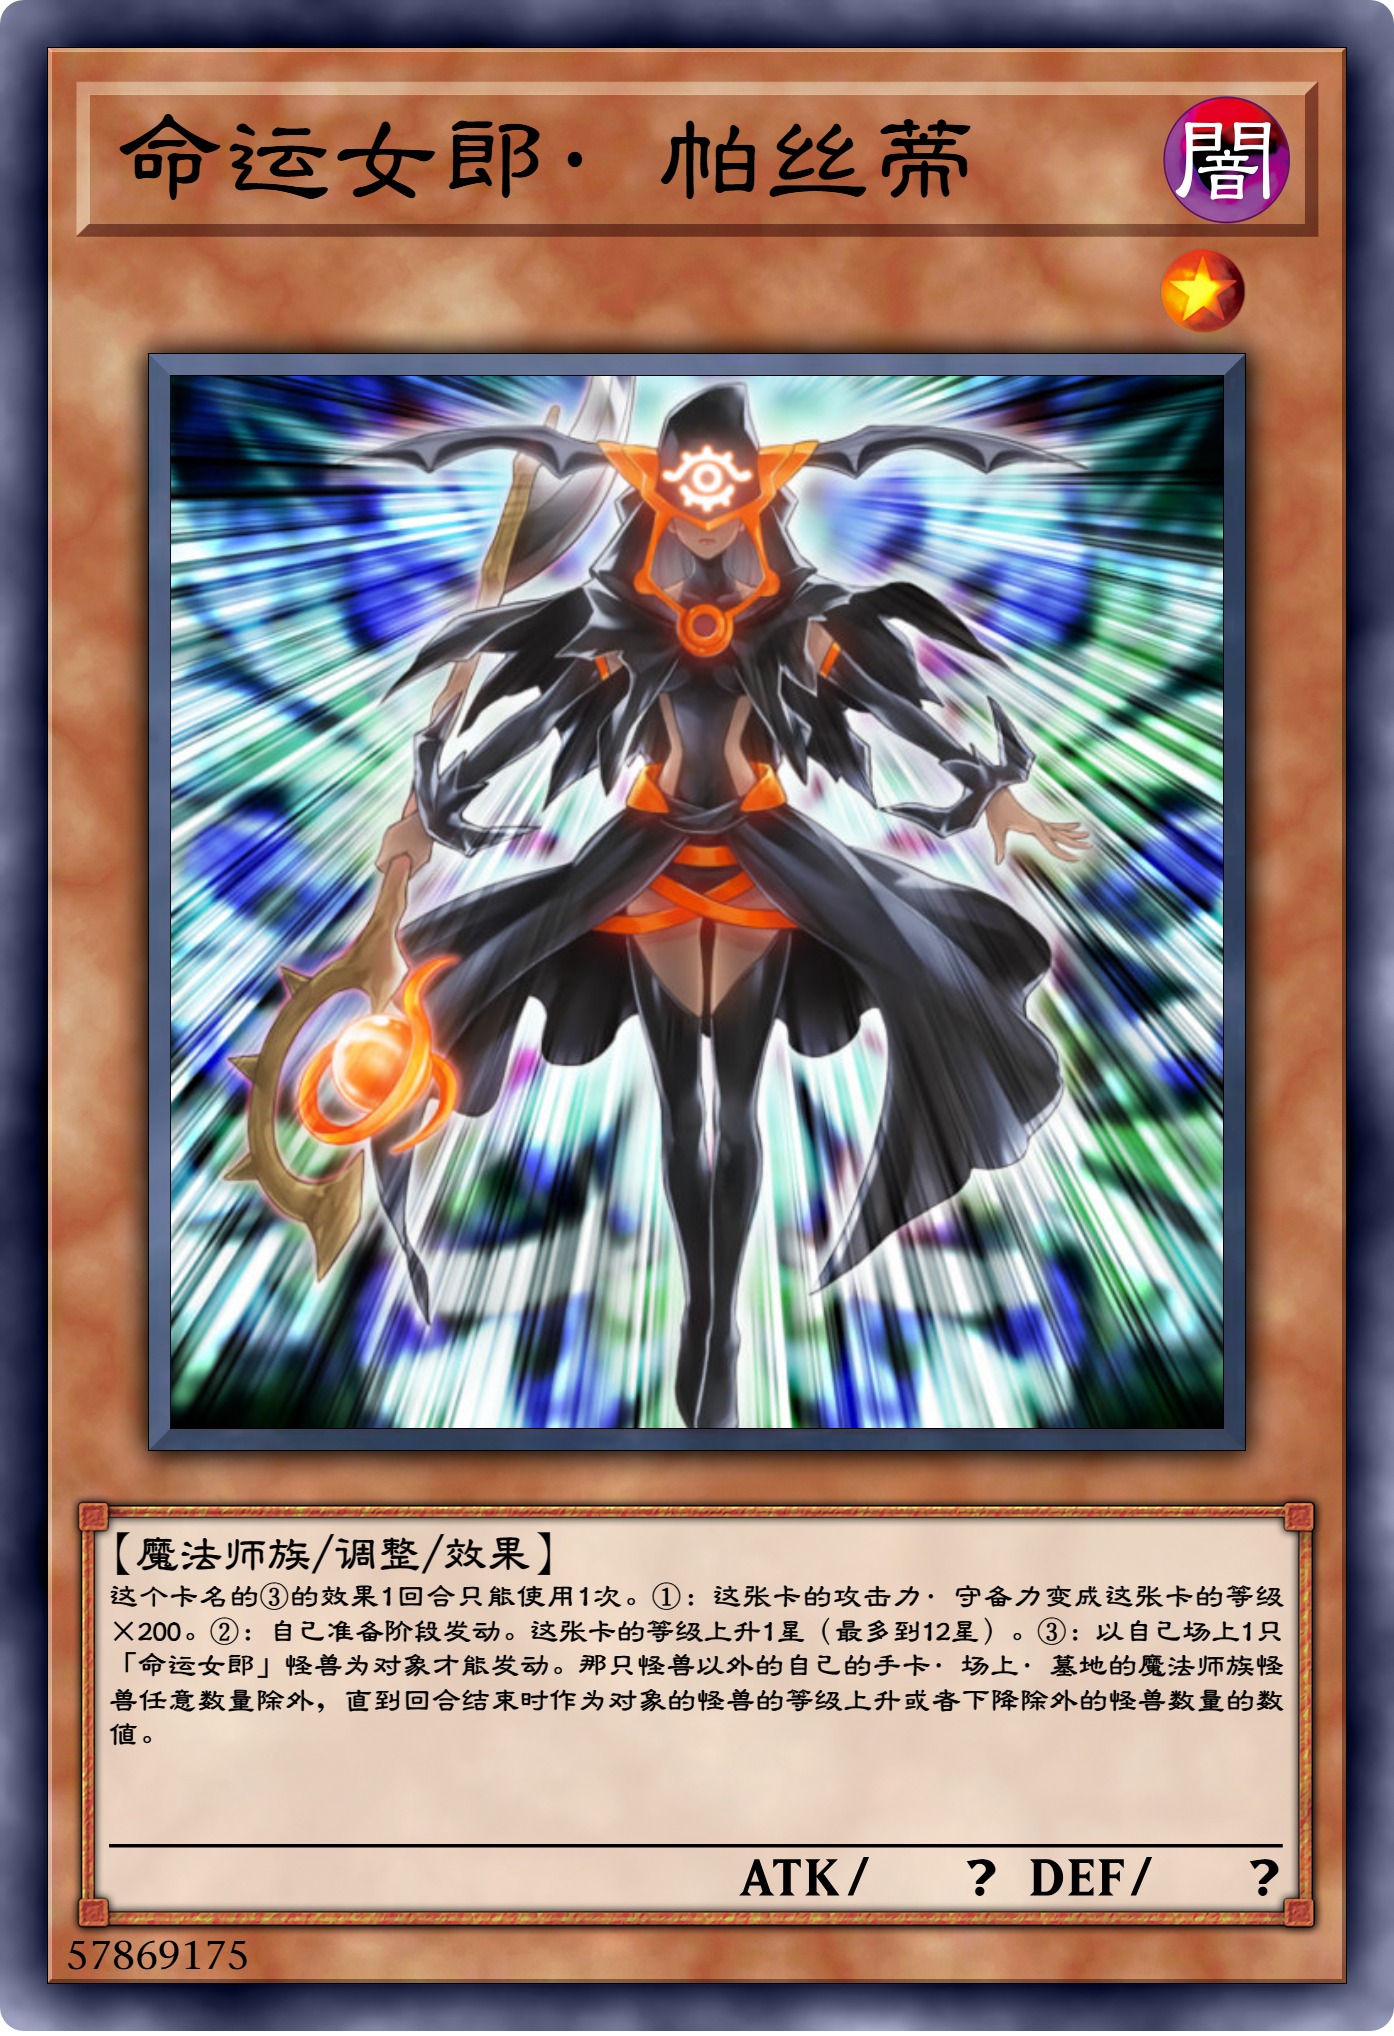 命运女郎·帕丝蒂
闇
【魔法师族/调整/效果】
这个卡名的③的效果1回合只能使用1次。①：这张卡的攻击力·守备力变成这张卡的等级
×200。②：自己准备阶段发动。这张卡的等级上升1星（最多到12星）。③：以自己场上1只
「命运女郎」怪兽为对象才能发动。那只怪兽以外的自己的手卡·场上·墓地的魔法师族怪
兽任意数量除外，直到回合结束时作为对象的怪兽的等级上升或者下降除外的怪兽数量的数
值。
ATK/ ? DEF/ ?
57869175